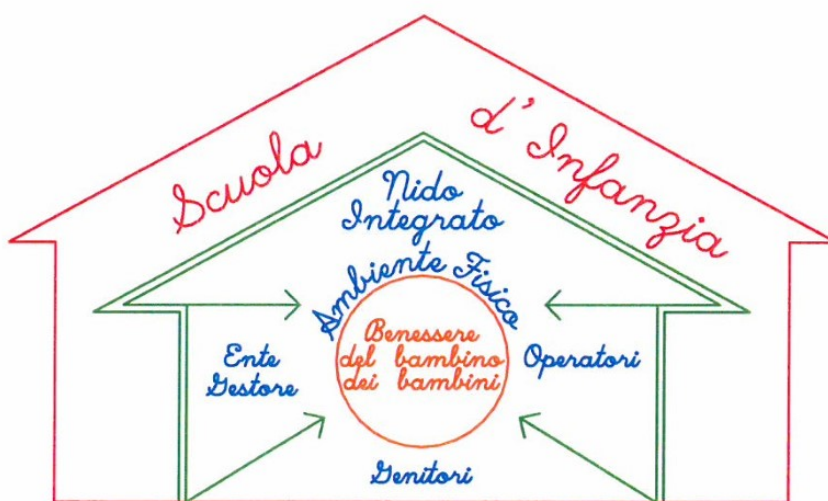 Scuola d' Infanzia
Nido
Integrato
Ambiente Fisico
Benessere
del bambino
dei bambini
Ente
Gestore
Operatori
Genitori